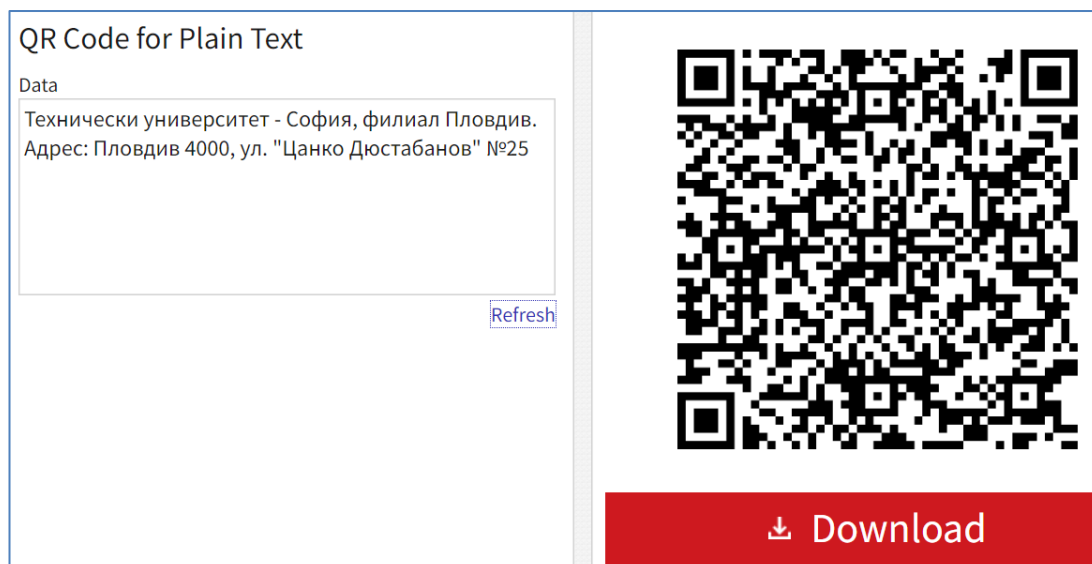 QR Code for Plain Text
Data
Технически университет - София, филиал Пловдив.
Адрес: Пловдив 4000, ул. "Цанко Дюстабанов" №25
Refresh
Download